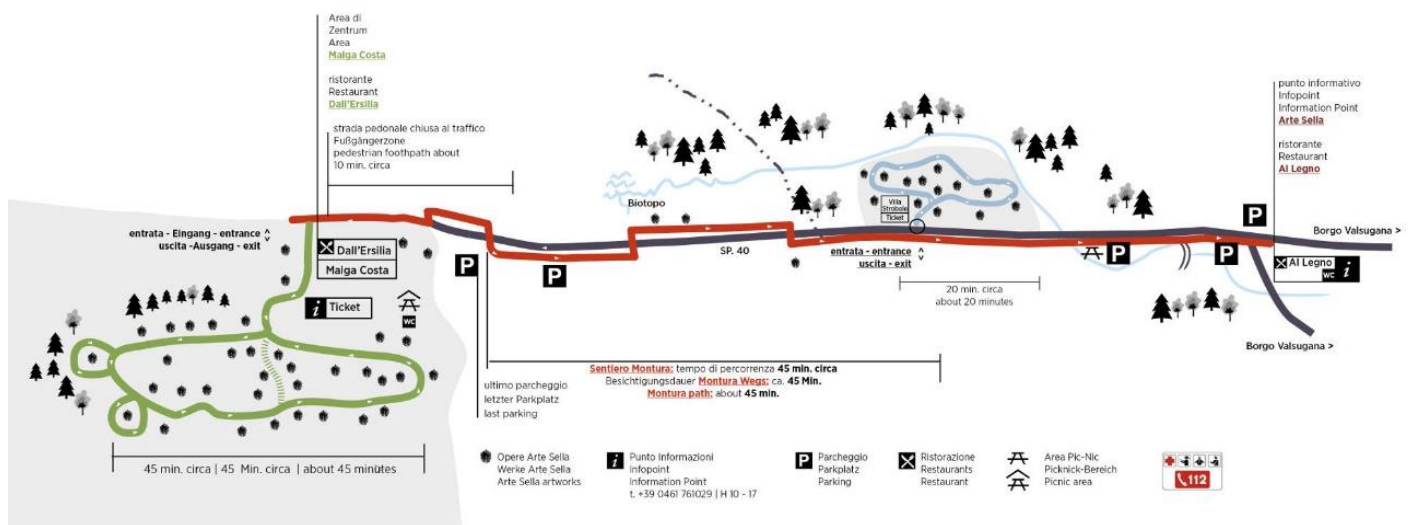 Area di
Zentrum
Area
Malga Costa
ristorante
Restaurant
Dall'Ersilia
strada pedonale chiusa al traffico
Fußgängerzone
pedestrian footpath about
10 min. circa
punto informativo
Infopoint
Information Point
Arte Sella
ristorante
Restaurant
Al Legno
Biotopo
Villa
Strobele
Ticket
P
Borgo Valsugana >
entrata - Eingang - entrance ^
uscita -Ausgang - exit v
Dall'Ersilia
Malga Costa
i Ticket
WC
P
P
SP. 40
entrata - entrance ^
uscita - exit v
P
P
Al Legno
WC i
20 min. circa
about 20 minutes
Borgo Valsugana >
Sentiero Montura: tempo di percorrenza 45 min. circa
Besichtigungsdauer Montura Wegs: ca. 45 Min.
Montura path: about 45 min.
ultimo parcheggio
letzter Parkplatz
last parking
45 min. circa | 45 Min. circa | about 45 minutes
Opere Arte Sella
Werke Arte Sella
Arte Sella artworks
i
Punto Informazioni
Infopoint
Information Point
t. +39 0461 761029 | H 10 - 17
P
Parcheggio
Parkplatz
Parking
Ristorazione
Restaurants
Restaurant
Area Pic-Nic
Picknick-Bereich
Picnic area
112